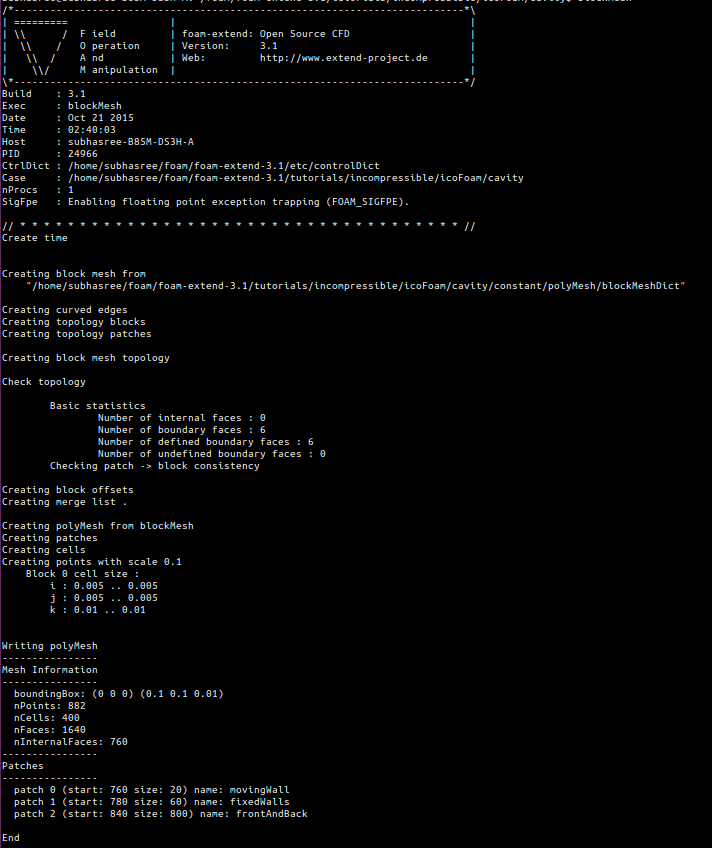 /*---------------------------------------------------------------------------*\
| =========                 |                                                 |
| \\      /  F ield         | foam-extend: Open Source CFD                    |
|  \\    /   O peration     | Version:     3.1                                |
|   \\  /    A nd           | Web:         http://www.extend-project.de       |
|    \\/     M anipulation  |                                                 |
\*---------------------------------------------------------------------------*/
Build    : 3.1
Exec     : blockMesh
Date     : Oct 21 2015
Time     : 02:40:03
Host     : subhasree-B85M-DS3H-A
PID      : 24966
CtrlDict : /home/subhasree/foam/foam-extend-3.1/etc/controlDict
Case     : /home/subhasree/foam/foam-extend-3.1/tutorials/incompressible/icoFoam/cavity
nProcs   : 1
SigFpe   : Enabling floating point exception trapping (FOAM_SIGFPE).
// * * * * * * * * * * * * * * * * * * * * * * * * * * * * * * * * * * * * * //
Create time
Creating block mesh from
    "/home/subhasree/foam/foam-extend-3.1/tutorials/incompressible/icoFoam/cavity/constant/polyMesh/blockMeshDict"
Creating curved edges
Creating topology blocks
Creating topology patches
Creating block mesh topology
Check topology
        Basic statistics
                Number of internal faces : 0
                Number of boundary faces : 6
                Number of defined boundary faces : 6
                Number of undefined boundary faces : 0
        Checking patch -> block consistency
Creating block offsets
Creating merge list .
Creating polyMesh from blockMesh
Creating patches
Creating cells
Creating points with scale 0.1
    Block 0 cell size :
        i : 0.005 .. 0.005
        j : 0.005 .. 0.005
        k : 0.01 .. 0.01
Writing polyMesh
----------------
Mesh Information
----------------
  boundingBox: (0 0 0) (0.1 0.1 0.01)
  nPoints: 882
  nCells: 400
  nFaces: 1640
  nInternalFaces: 760
----------------
Patches
----------------
  patch 0 (start: 760 size: 20) name: movingWall
  patch 1 (start: 780 size: 60) name: fixedWalls
  patch 2 (start: 840 size: 800) name: frontAndBack
End